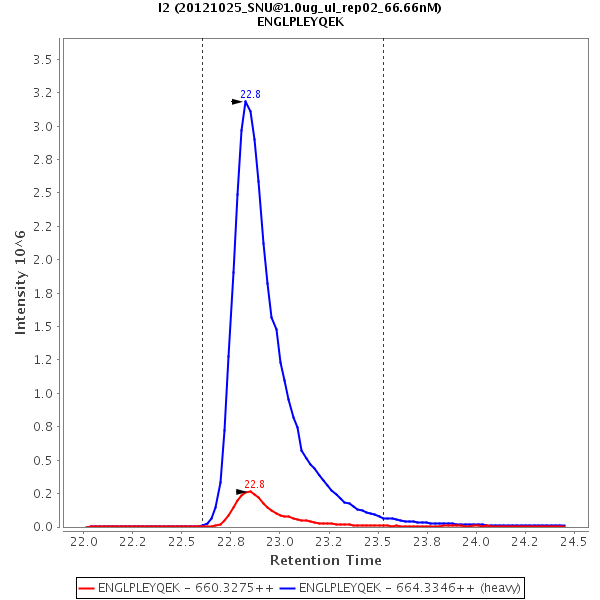 I2 (20121025_SNU@1.0ug_ul_rep02_66.66nM)
ENGLPLEYQEK
3.5
3.2
3.0
2.8
2.5
2.2
2.0
1.8
1.5
1.2
1.0
0.8
0.5
0.2
0.0
Intensity 10^6
22.8
22.8
22.0 22.2 22.5 22.8 23.0 23.2 23.5 23.8 24.0 24.2 24.5
Retention Time
ENGLPLEYQEK - 660.3275++ ENGLPLEYQEK - 664.3346++ (heavy)